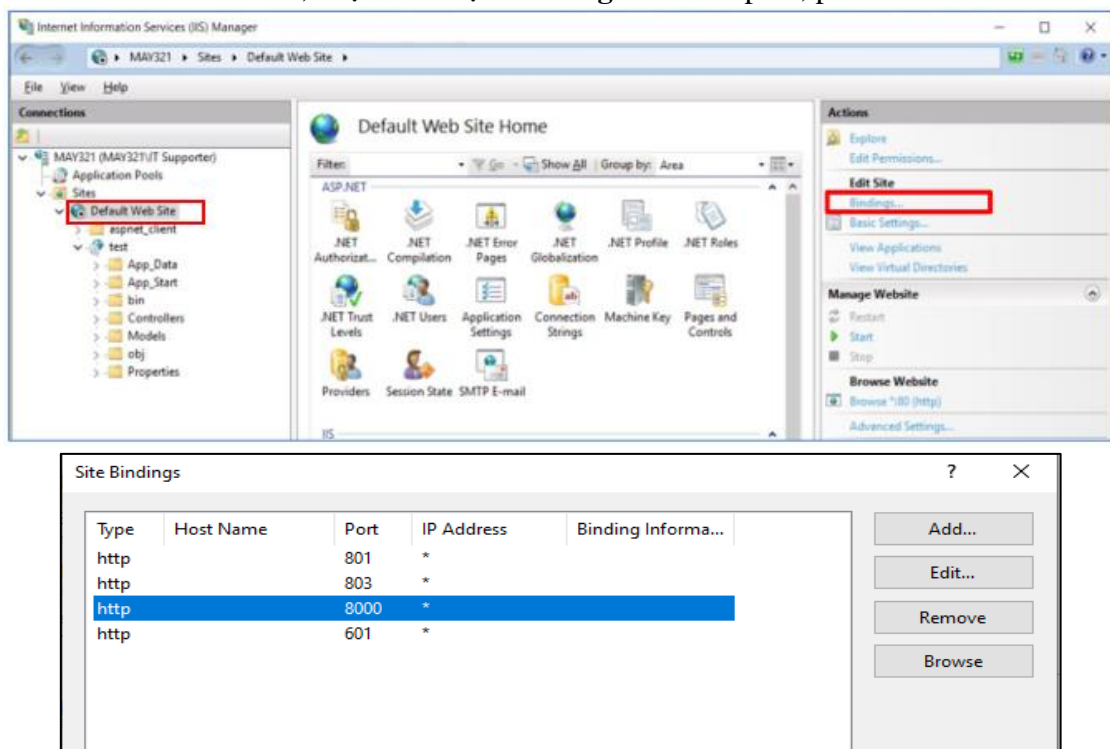 Internet Information Services (IIS) Manager
MAY321 ▸ Sites ▸ Default Web Site ▸
File View Help
Connections
MAY321 (MAY321\IT Supporter)
Application Pools
Sites
Default Web Site
aspnet_client
test
App_Data
App_Start
bin
Controllers
Models
obj
Properties
Default Web Site Home
Filter: Go Show All Group by: Area
ASP.NET
.NET Authorizat... .NET Compilation .NET Error Pages .NET Globalization .NET Profile .NET Roles
.NET Trust Levels .NET Users Application Settings Connection Strings Machine Key Pages and Controls
Providers Session State SMTP E-mail
IIS
Actions
Explore
Edit Permissions...
Edit Site
Bindings...
Basic Settings...
View Applications
View Virtual Directories
Manage Website
Restart
Start
Stop
Browse Website
Browse *:80 (http)
Advanced Settings...
Site Bindings ?
Type Host Name Port IP Address Binding Informa...
http 801 *
http 803 *
http 8000 *
http 601 *
Add...
Edit...
Remove
Browse